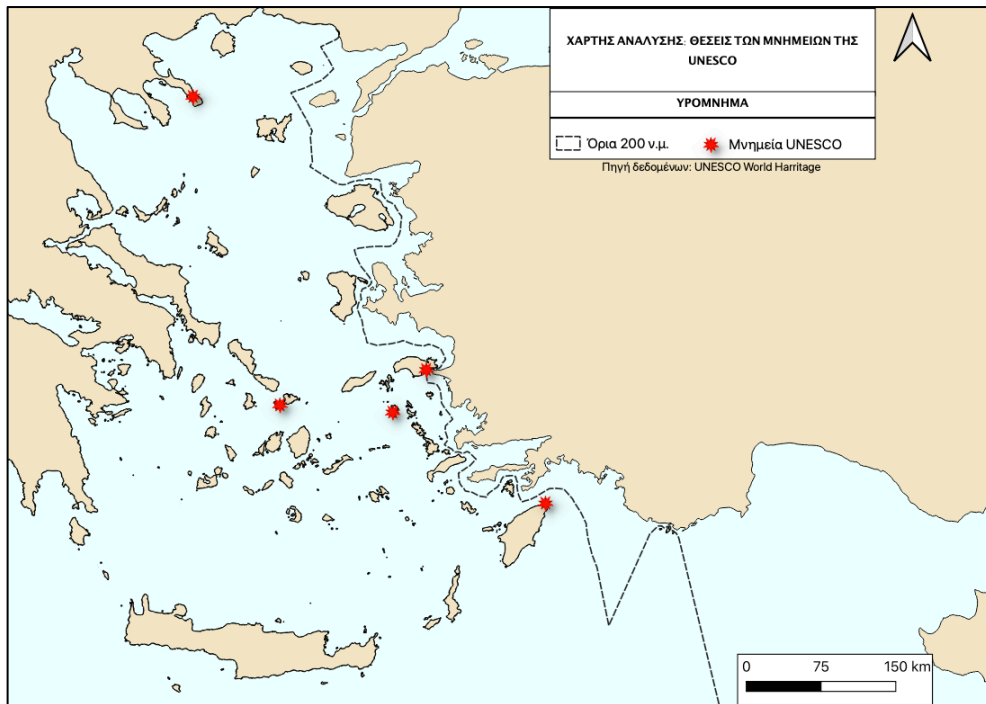 ΧΑΡΤΗΣ ΑΝΑΛΥΣΗΣ: ΘΕΣΕΙΣ ΤΩΝ ΜΝΗΜΕΙΩΝ ΤΗΣ
UNESCO
ΥΡΟΜΝΗΜΑ
Όρια 200 ν.μ.
Μνημεία UNESCO
Πηγή δεδομένων: UNESCO World Harritage
0 75 150 km